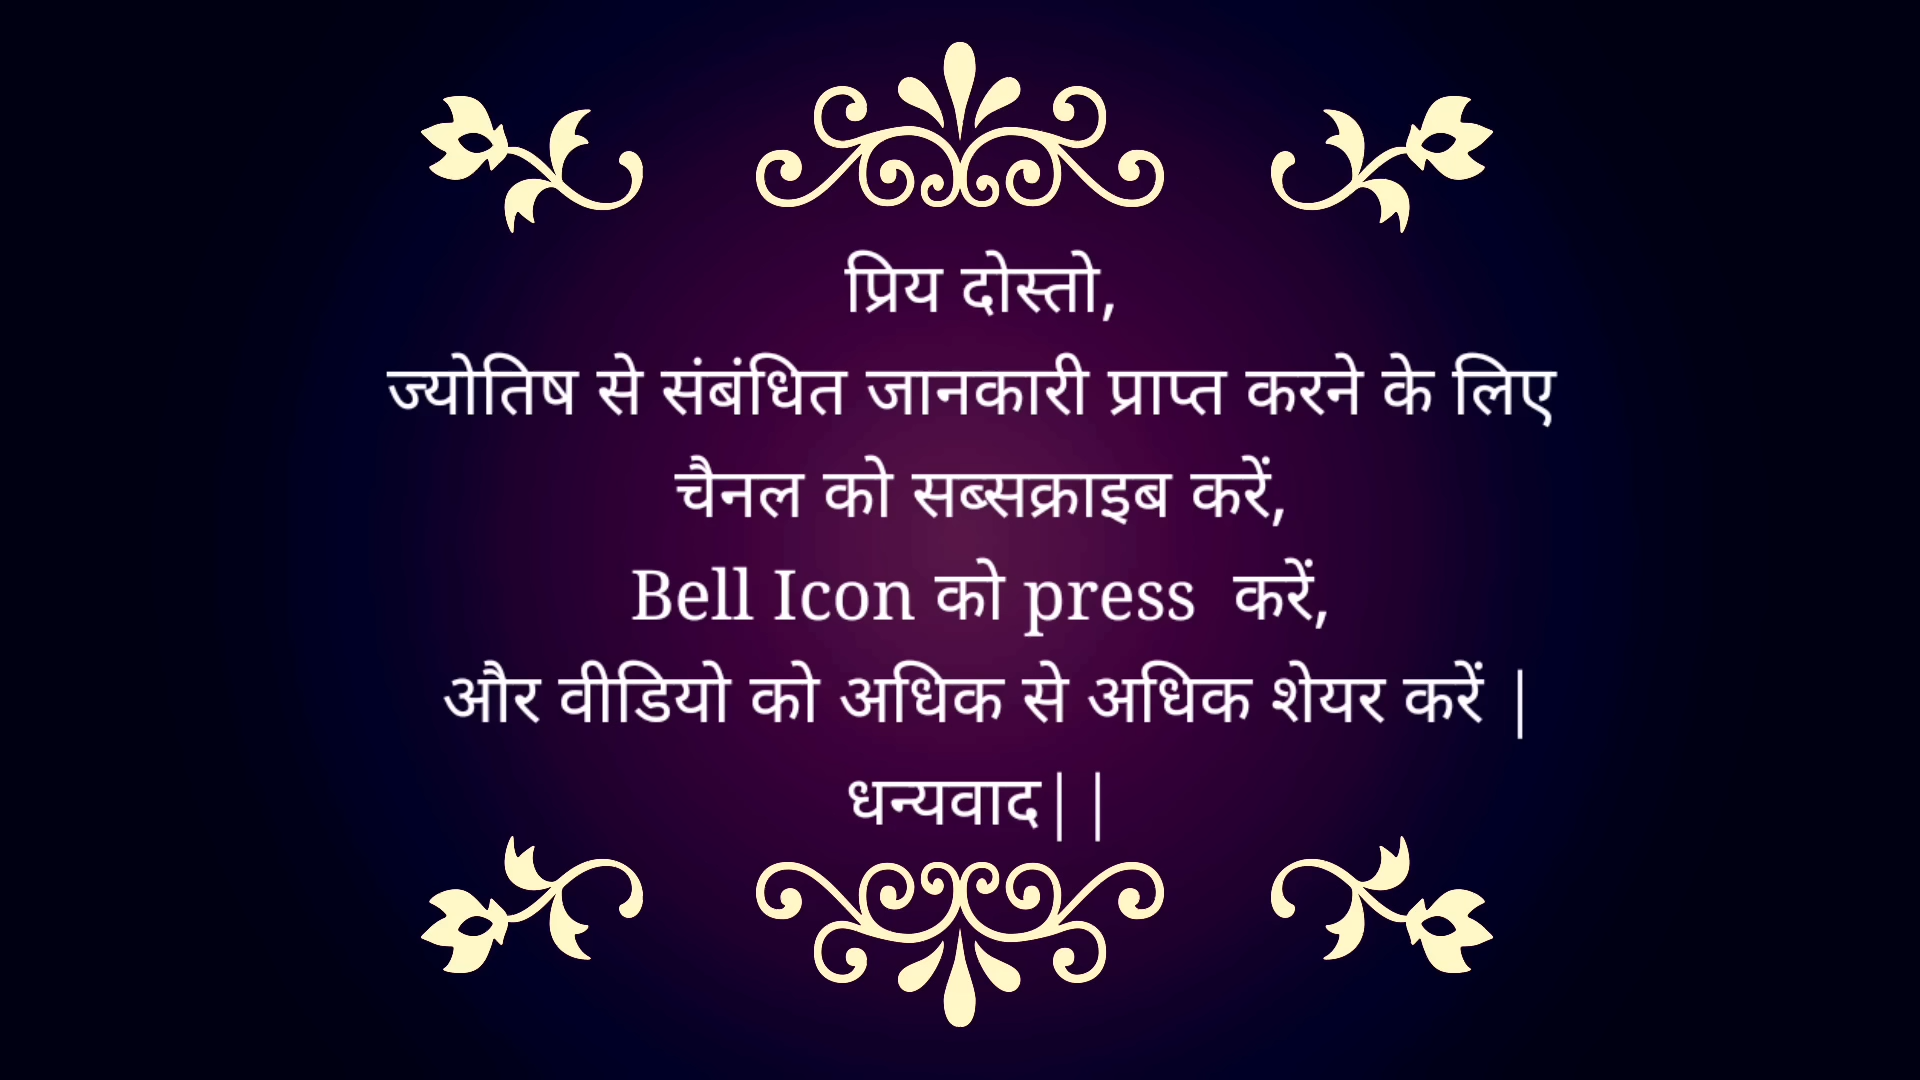 प्रिय दोस्तो,
ज्योतिष से संबंधित जानकारी प्राप्त करने के लिए
चैनल को सब्सक्राइब करें,
Bell Icon को press  करें,
और वीडियो को अधिक से अधिक शेयर करें |
धन्यवाद||